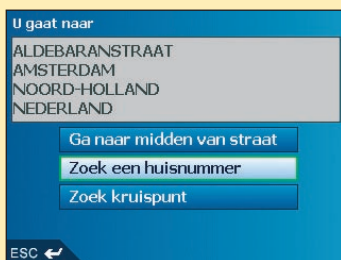 U gaat naar
ALDEBARANSTRAAT
AMSTERDAM
NOORD-HOLLAND
NEDERLAND
Ga naar midden van straat
Zoek een huisnummer
Zoek kruispunt
ESC